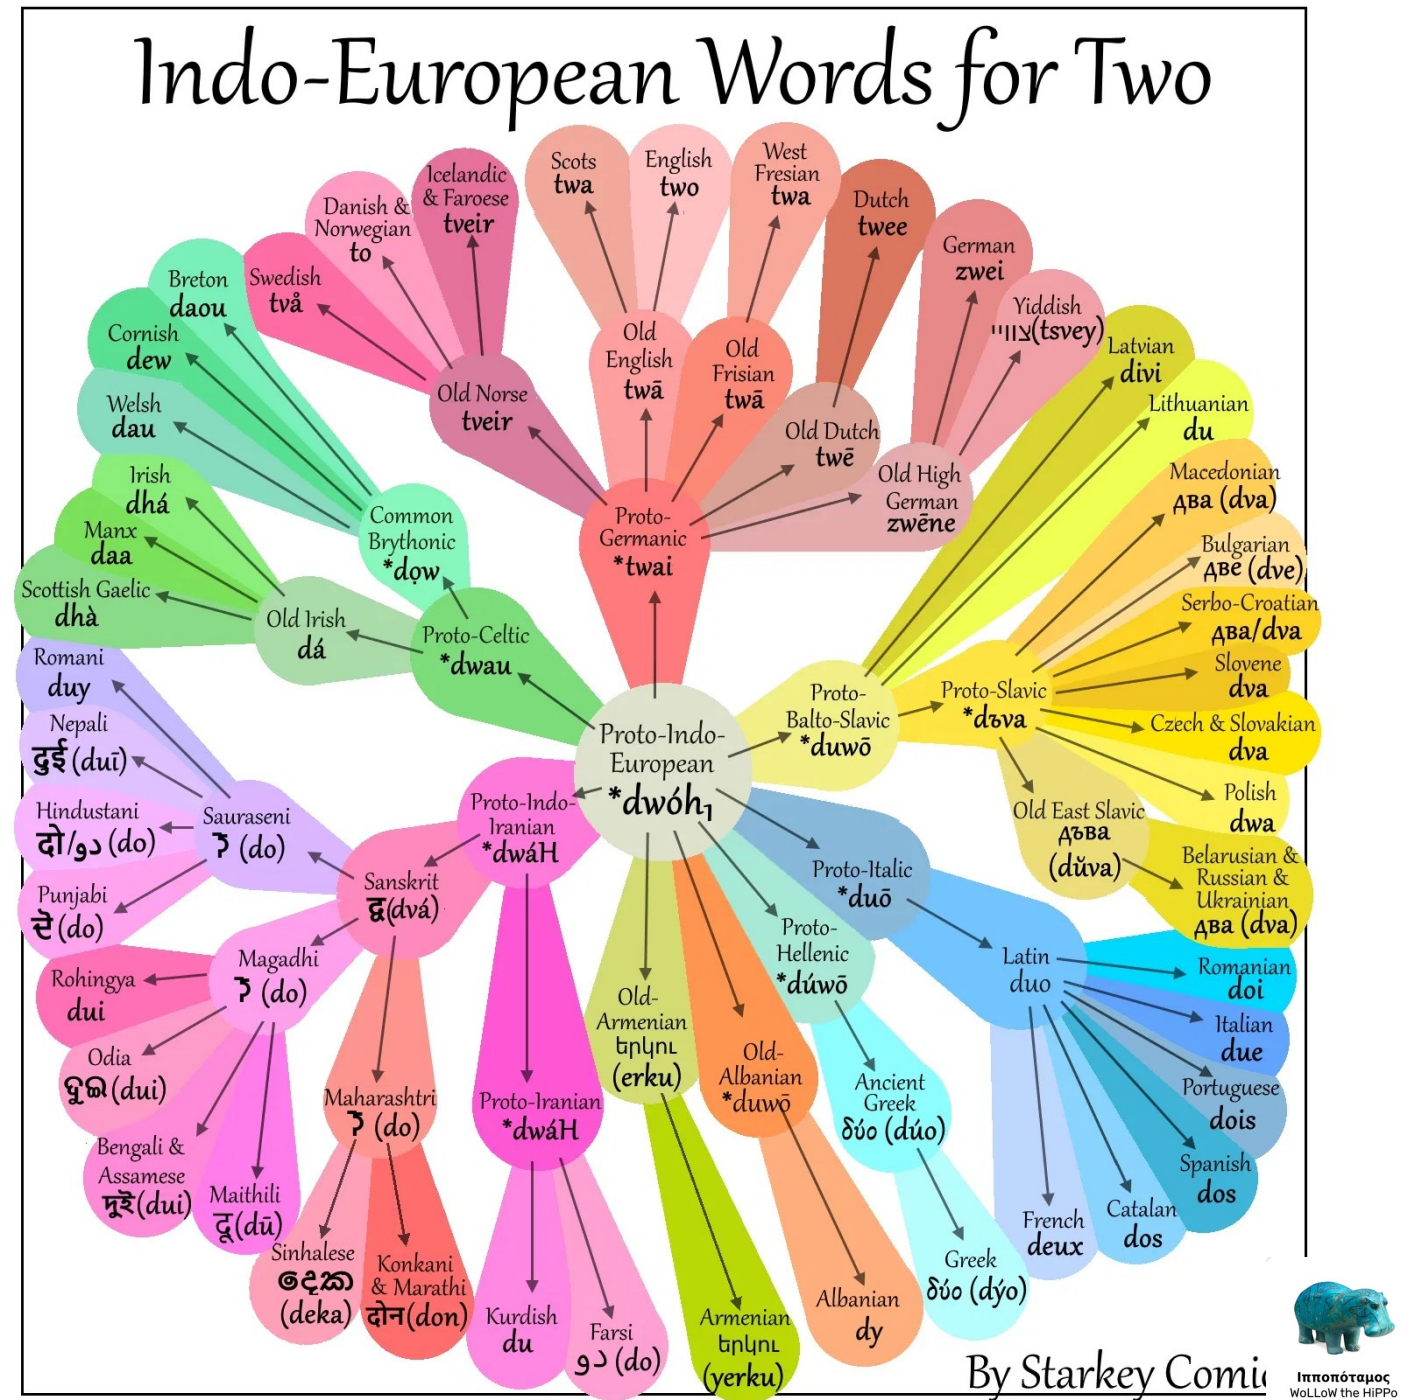 Indo-European Words for Two
Scots
twa
English
two
West
Fresian
twa
Dutch
twee
German
zwei
Yiddish
צווײ(tsvey)
Icelandic
& Faroese
tveir
Danish &
Norwegian
to
Swedish
två
Breton
daou
Cornish
dew
Welsh
dau
Irish
dhá
Manx
daa
Scottish Gaelic
dhà
Old Norse
tveir
Old
English
twā
Old
Frisian
twā
Old Dutch
twē
Old High
German
zwēne
Proto-
Germanic
*twai
Common
Brythonic
*dọw
Old Irish
dá
Proto-Celtic
*dwau
Latvian
divi
Lithuanian
du
Macedonian
два (dva)
Bulgarian
две (dve)
Serbo-Croatian
два/dva
Slovene
dva
Czech & Slovakian
dva
Polish
dwa
Belarusian &
Russian &
Ukrainian
два (dva)
Proto-
Balto-Slavic
*duwō
Proto-Slavic
*dъva
Old East Slavic
дъва
(dŭva)
Proto-Indo-
European
*dwóh₁
Romani
duy
Nepali
दुई (duī)
Hindustani
दो/دو (do)
Punjabi
ਦੋ (do)
Sauraseni
(do)
Proto-Indo-
Iranian
*dwáH
Sanskrit
द्व(dvá)
Magadhi
(do)
Rohingya
dui
Odia
ଦୁଇ (dui)
Bengali &
Assamese
দুই(dui)
Maithili
दू(dū)
Maharashtri
(do)
Sinhalese
දෙක
(deka)
Konkani
& Marathi
दोन(don)
Proto-Iranian
*dwáH
Kurdish
du
Farsi
دو (do)
Old-
Armenian
երկու
(erku)
Armenian
երկու
(yerku)
Old-
Albanian
*duwō
Albanian
dy
Proto-
Hellenic
*dúwō
Ancient
Greek
δύο (dúo)
Greek
δύο (dýo)
Proto-Italic
*duō
Latin
duo
Romanian
doi
Italian
due
Portuguese
dois
Spanish
dos
Catalan
dos
French
deux
By Starkey Comic
Ιπποπόταμος
WoLLoW the HiPPo